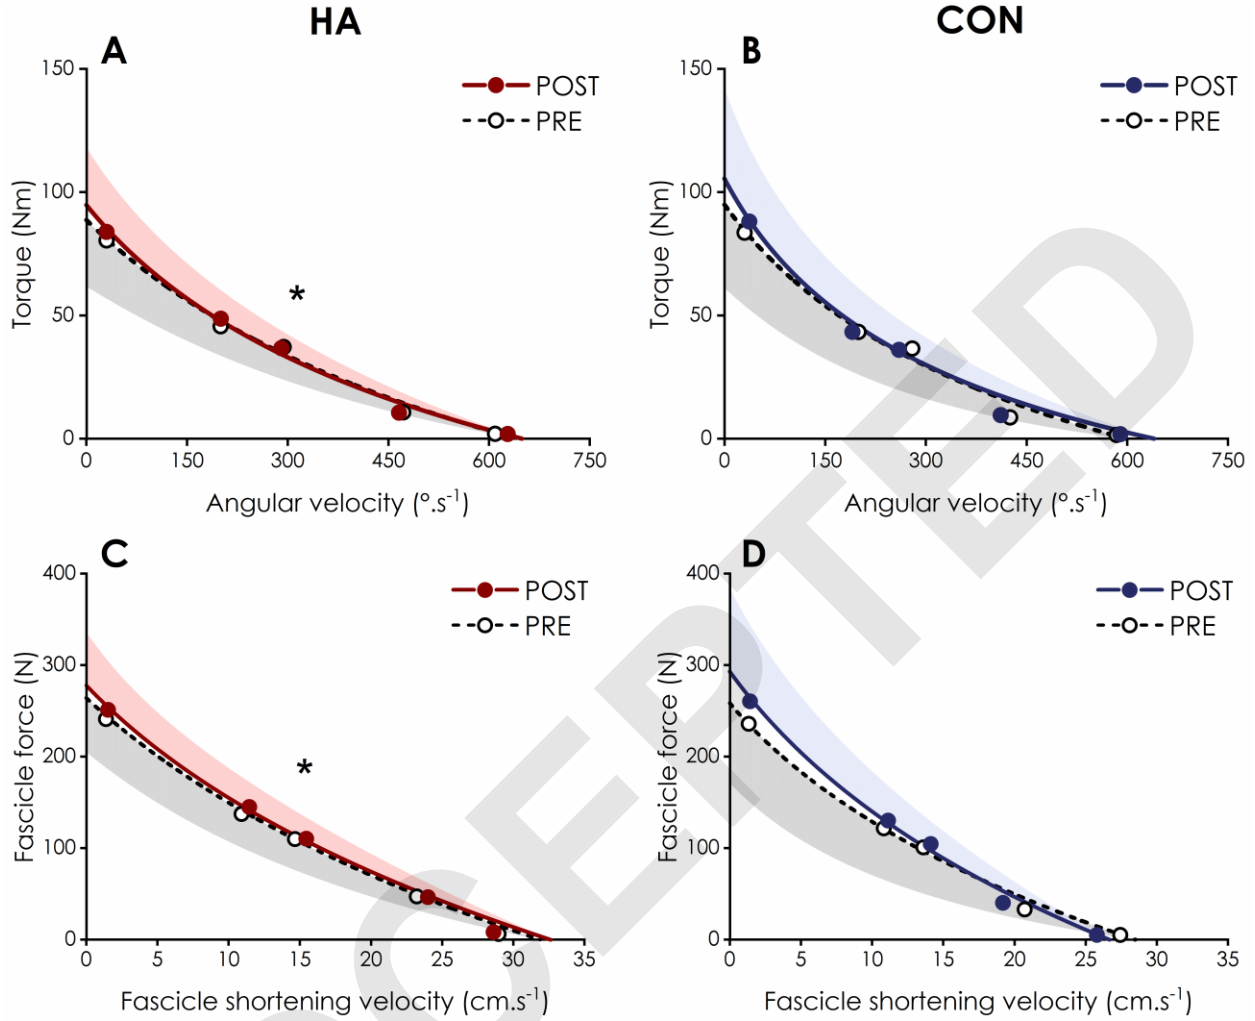 HA
CON
A
B
150
100
50
0
Torque (Nm)
POST
PRE
*
0 150 300 450 600 750
Angular velocity (°.s-1)
150
100
50
0
Torque (Nm)
POST
PRE
0 150 300 450 600 750
Angular velocity (°.s-1)
C
D
400
300
200
100
0
Fascicle force (N)
POST
PRE
*
0 5 10 15 20 25 30 35
Fascicle shortening velocity (cm.s-1)
400
300
200
100
0
Fascicle force (N)
POST
PRE
0 5 10 15 20 25 30 35
Fascicle shortening velocity (cm.s-1)
CCEPTED